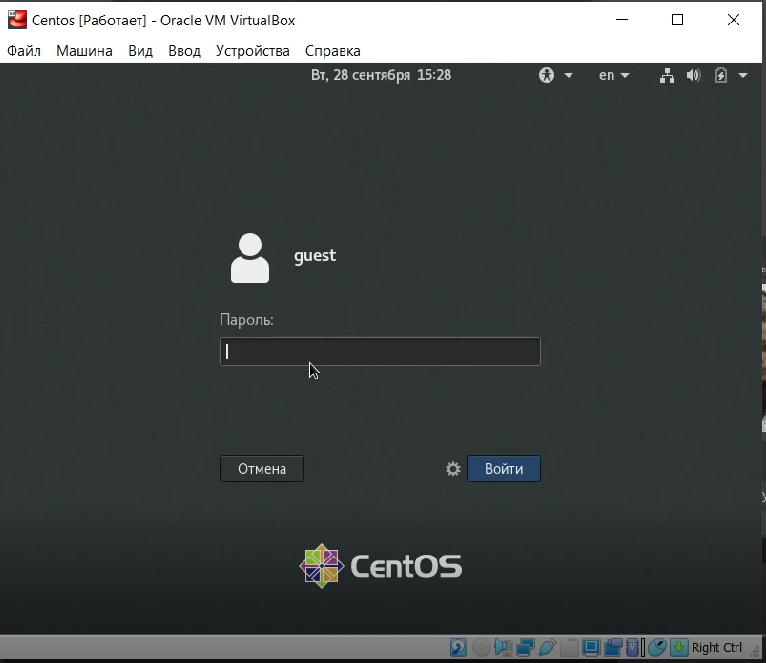 Centos [Работает] - Oracle VM VirtualBox
Файл Машина Вид Ввод Устройства Справка
Вт, 28 сентября 15:28
en
guest
Пароль:
Отмена
Войти
CentOS
Right Ctrl